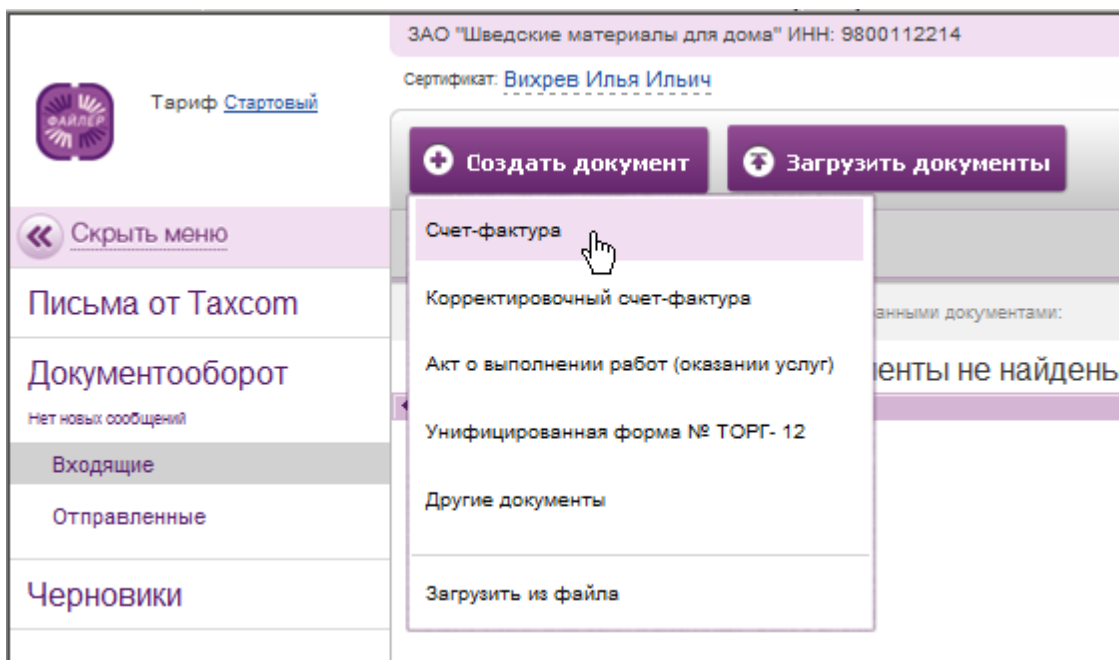 ЗАО "Шведские материалы для дома" ИНН: 9800112214
Сертификат: Вихрев Илья Ильич
Тариф Стартовый
ФАЙЛЕР
Создать документ
Загрузить документы
Скрыть меню
Письма от Taxcom
Документооборот
Нет новых сообщений
Входящие
Отправленные
Черновики
Счет-фактура
Корректировочный счет-фактура
Акт о выполнении работ (оказании услуг)
Унифицированная форма № ТОРГ- 12
Другие документы
Загрузить из файла
анными документами:
енты не найдены